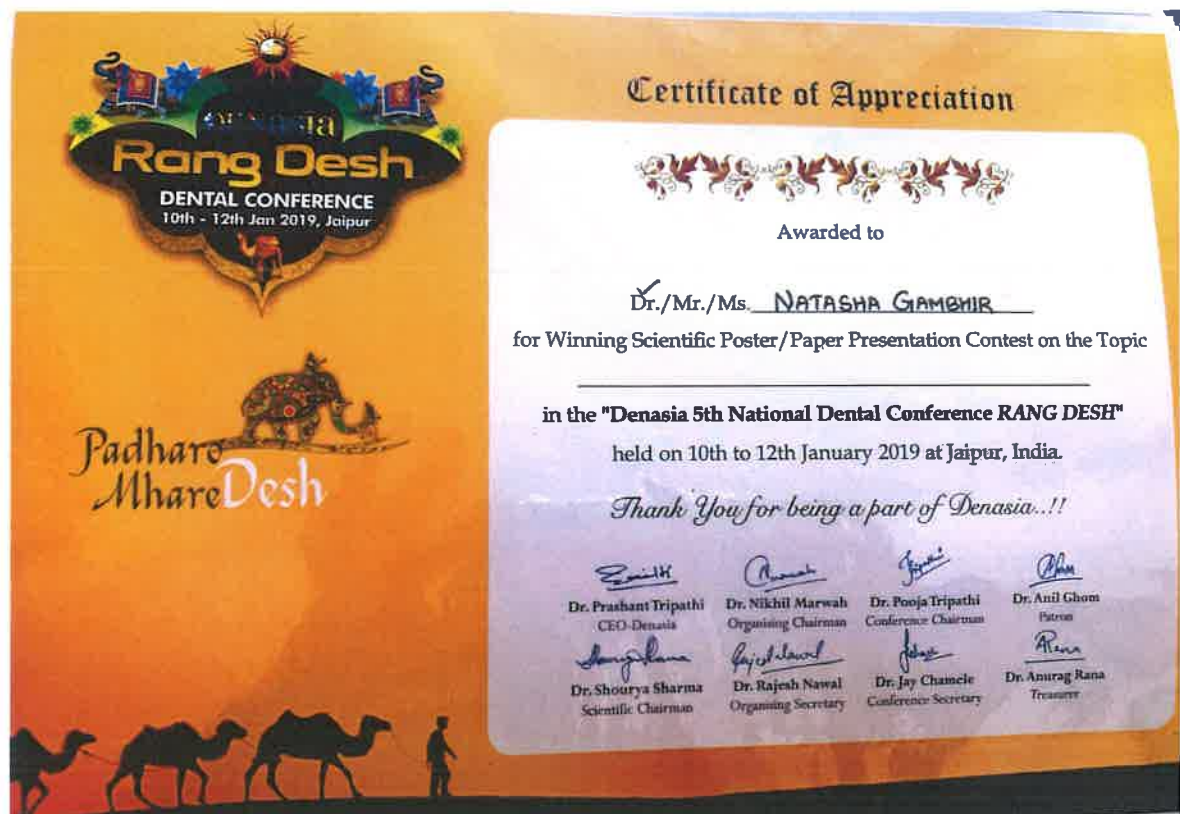 Denasia
Rang Desh
DENTAL CONFERENCE
10th - 12th Jan 2019, Jaipur
Padharo
Mhare Desh
Certificate of Appreciation
Awarded to
Dr./Mr./Ms. NATASHA GAMBHIR
for Winning Scientific Poster/Paper Presentation Contest on the Topic
in the "Denasia 5th National Dental Conference RANG DESH"
held on 10th to 12th January 2019 at Jaipur, India.
Thank You for being a part of Denasia..!!
Dr. Prashant Tripathi Dr. Nikhil Marwah Dr. Pooja Tripathi Dr. Anil Ghom
CEO-Denasia Organising Chairman Conference Chairman Patron
Dr. Shourya Sharma Dr. Rajesh Nawal Dr. Jay Chamele Dr. Anurag Rana
Scientific Chairman Organising Secretary Conference Secretary Treasurer